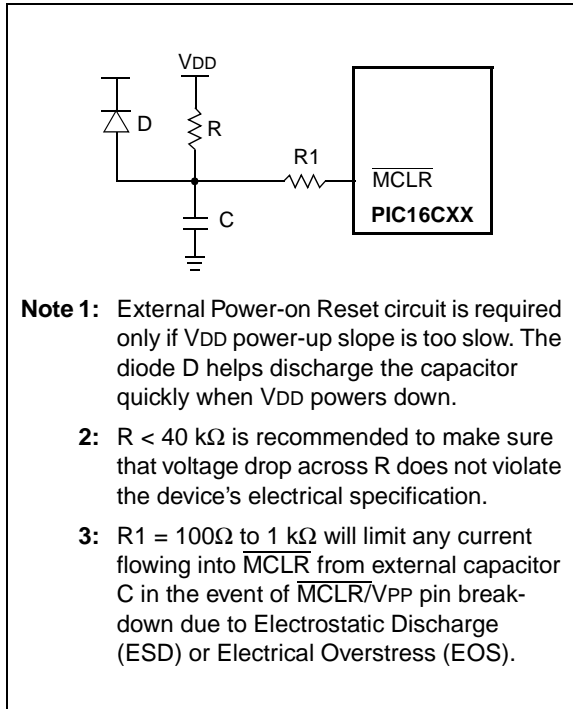 VDD
D
R
R1
MCLR
C
PIC16CXX
Note 1: External Power-on Reset circuit is required
only if VDD power-up slope is too slow. The
diode D helps discharge the capacitor
quickly when VDD powers down.
2: R < 40 kΩ is recommended to make sure
that voltage drop across R does not violate
the device's electrical specification.
3: R1 = 100Ω to 1 kΩ will limit any current
flowing into MCLR from external capacitor
C in the event of MCLR/VPP pin break-
down due to Electrostatic Discharge
(ESD) or Electrical Overstress (EOS).